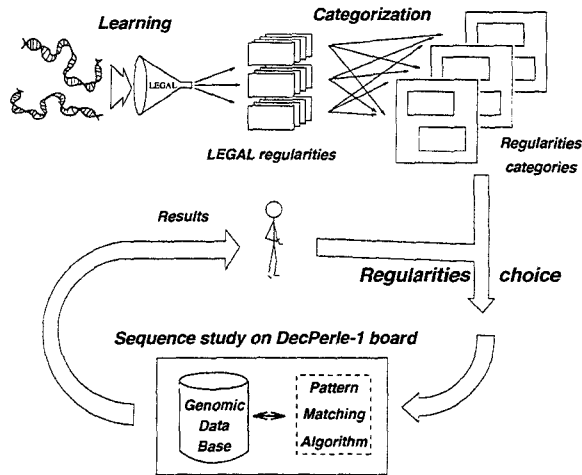 Learning
Categorization
LEGAL
LEGAL regularities
Regularities
categories
Results
Regularities choice
Sequence study on DecPerle-1 board
Genomic
Data
Base
Pattern
Matching
Algorithm